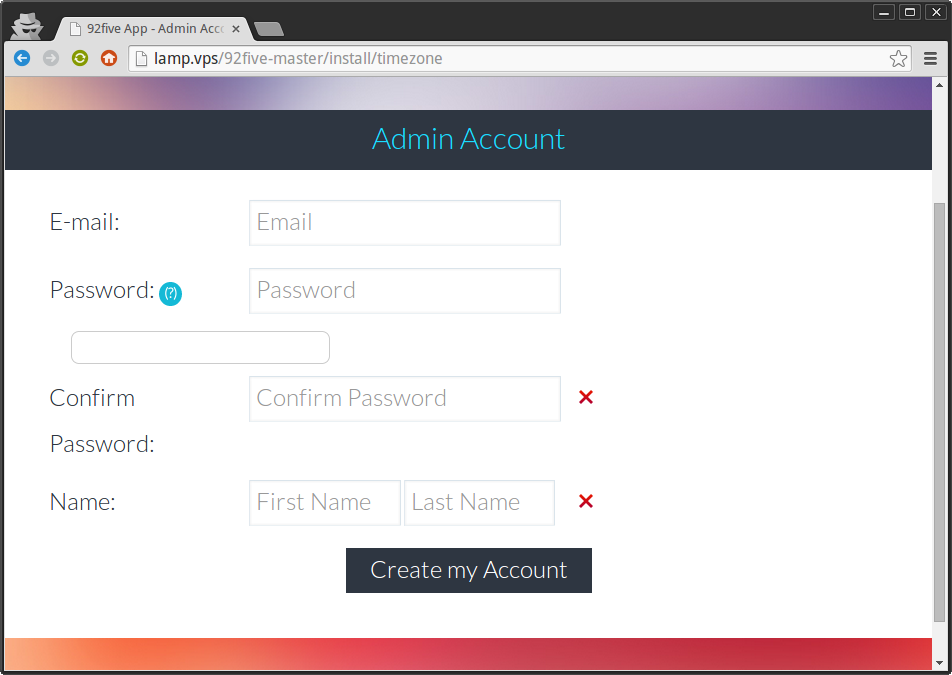 92five App - Admin Acc
lamp.vps/92five-master/install/timezone
Admin Account
E-mail:
Email
Password: (?)
Password
Confirm
Password:
Confirm Password
Name:
First Name
Last Name
Create my Account